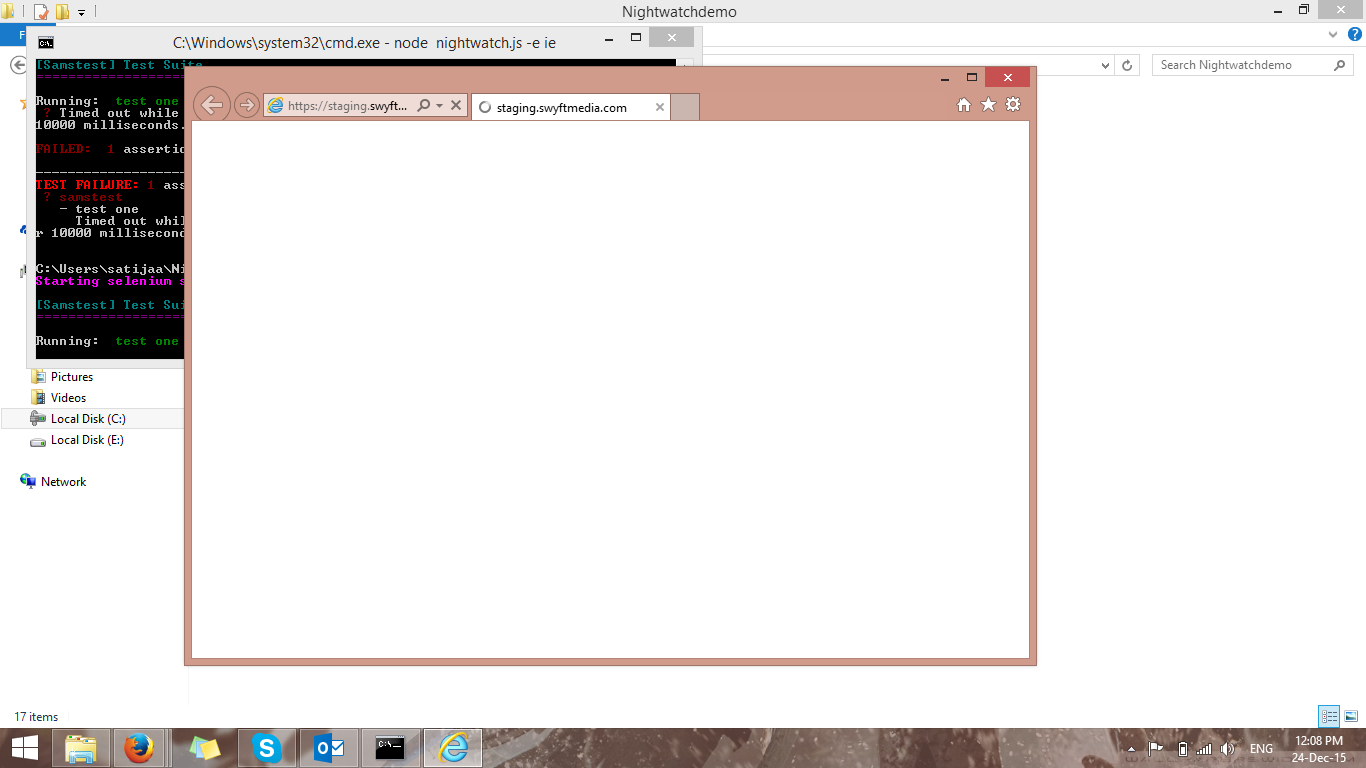 Nightwatchdemo
F
C:\Windows\system32\cmd.exe - node nightwatch.js -e ie
Search Nightwatchdemo
[Samstest] Test Suite
Running: test one
? Timed out while
10000 milliseconds.
FAILED: 1 assertio
TEST FAILURE: 1 ass
? samstest
- test one
Timed out whil
r 10000 millisecond
C:\Users\satijaa\Ni
Starting selenium s
[Samstest] Test Sui
Running: test one
https://staging.swyft...
staging.swyftmedia.com
Pictures
Videos
Local Disk (C:)
Local Disk (E:)
Network
17 items
ENG
12:08 PM
24-Dec-15